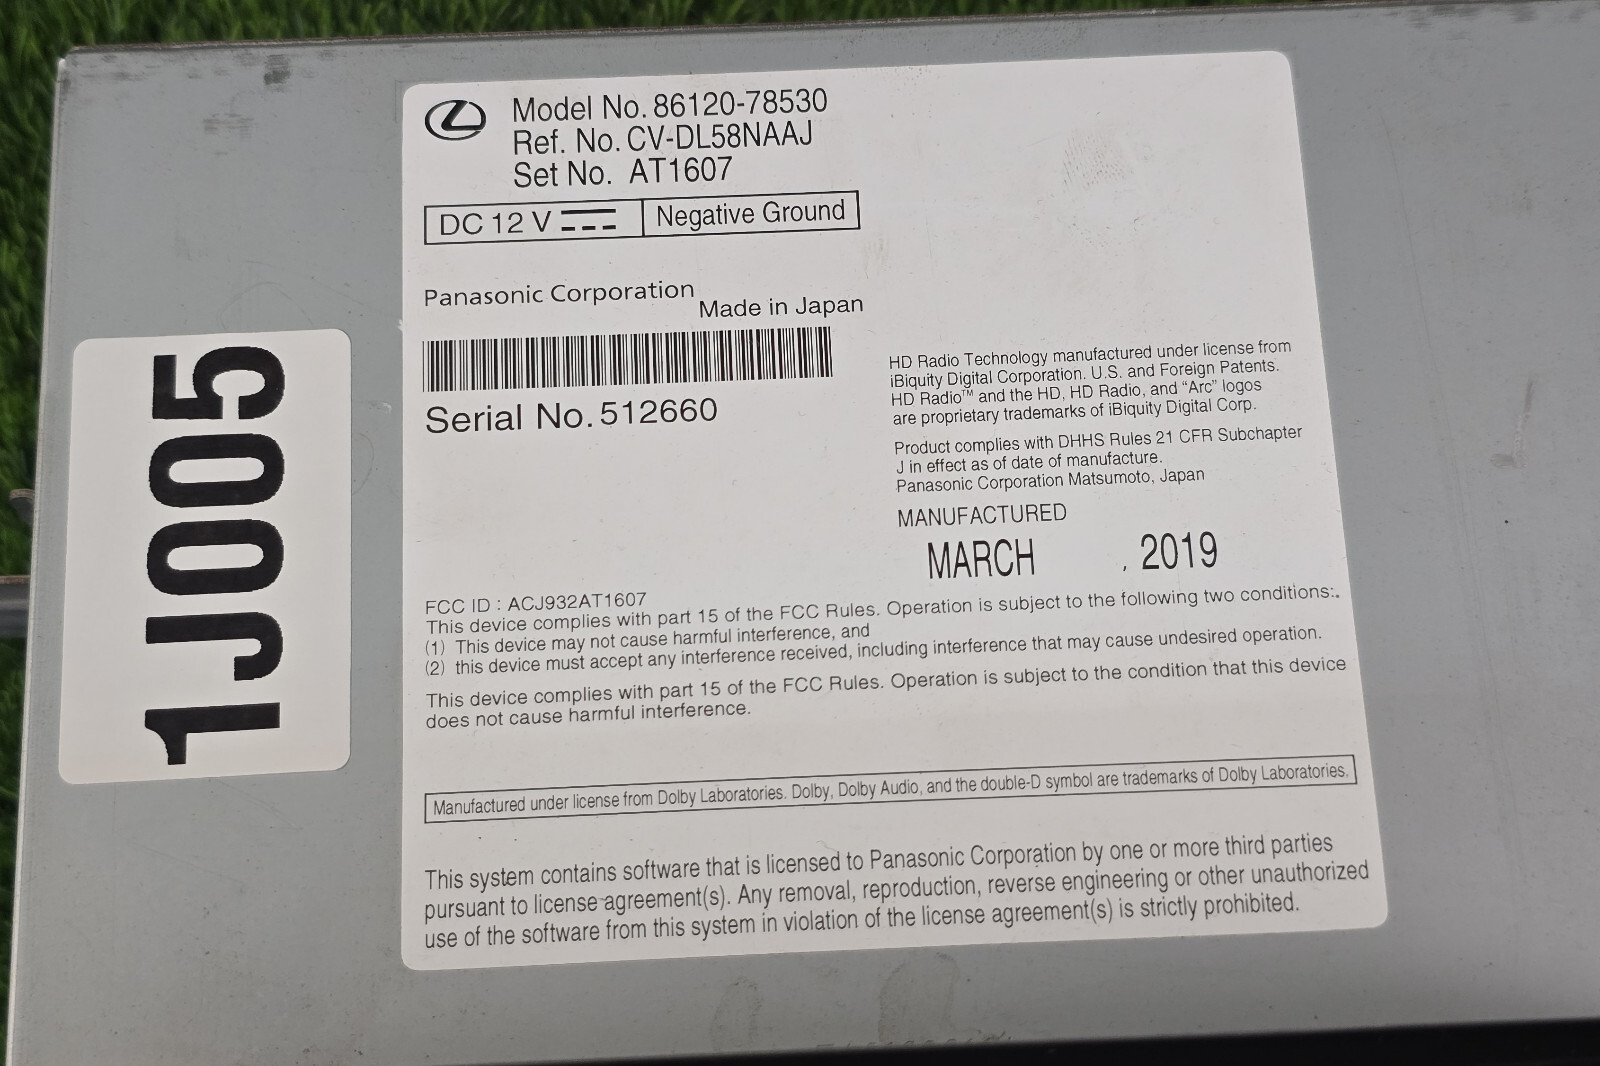 Model No. 86120-78530
Ref. No. CV-DL58NAAJ
Set No. AT1607
DC 12 V
Negative Ground
Panasonic Corporation
Made in Japan
Serial No. 512660
HD Radio Technology manufactured under license from
iBiquity Digital Corporation. U.S. and Foreign Patents.
HD Radio™ and the HD, HD Radio, and “Arc” logos
are proprietary trademarks of iBiquity Digital Corp.
Product complies with DHHS Rules 21 CFR Subchapter
J in effect as of date of manufacture.
Panasonic Corporation Matsumoto, Japan
MANUFACTURED
MARCH , 2019
FCC ID : ACJ932AT1607
This device complies with part 15 of the FCC Rules. Operation is subject to the following two conditions:.
(1) This device may not cause harmful interference, and
(2) this device must accept any interference received, including interference that may cause undesired operation.
This device complies with part 15 of the FCC Rules. Operation is subject to the condition that this device
does not cause harmful interference.
Manufactured under license from Dolby Laboratories. Dolby, Dolby Audio, and the double-D symbol are trademarks of Dolby Laboratories.
This system contains software that is licensed to Panasonic Corporation by one or more third parties
pursuant to license agreement(s). Any removal, reproduction, reverse engineering or other unauthorized
use of the software from this system in violation of the license agreement(s) is strictly prohibited.
1J005